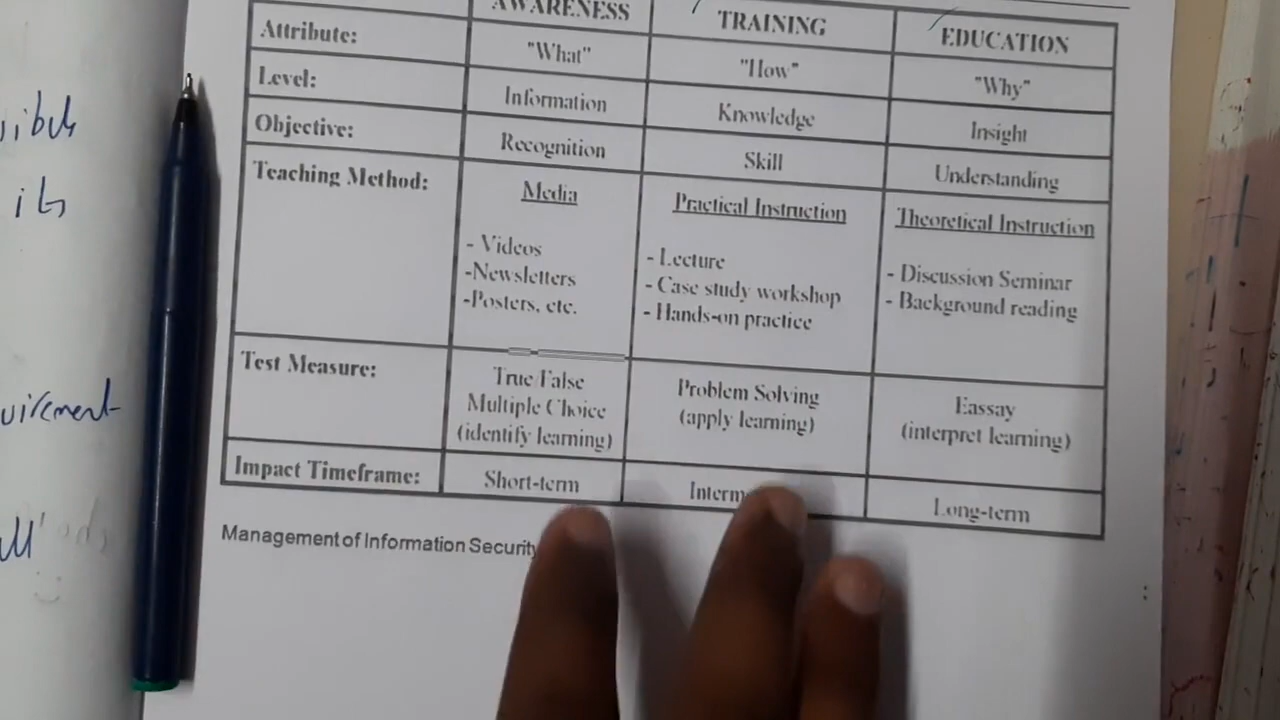 AWARENESS TRAINING EDUCATION
Attribute: "What" "How" "Why"
Level: Information Knowledge Insight
Objective: Recognition Skill Understanding
Teaching Method: Media Practical Instruction Theoretical Instruction
- Videos - Lecture - Discussion Seminar
-Newsletters - Case study workshop - Background reading
-Posters, etc. - Hands-on practice
Test Measure: True/False Problem Solving Eassay
Multiple Choice (apply learning) (interpret learning)
(identify learning)
Impact Timeframe: Short-term Long-term
Management of Information Security